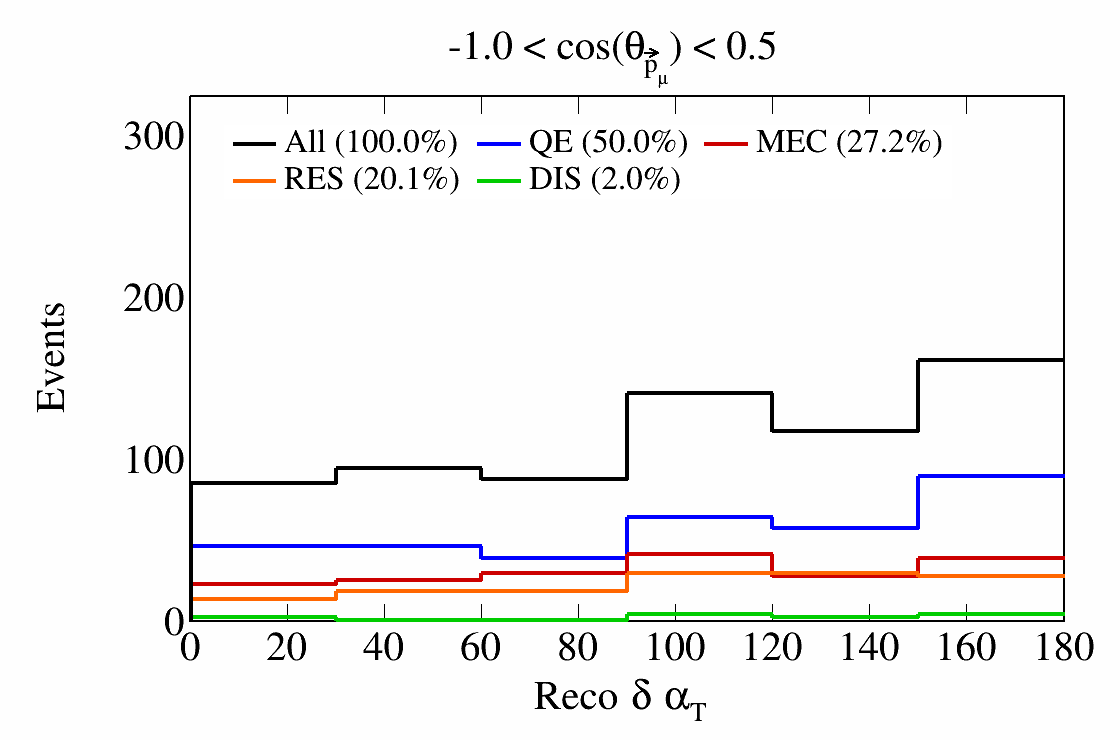 -1.0 < cos(θ_{\vec{p}_μ}) < 0.5
All (100.0%) QE (50.0%) MEC (27.2%)
RES (20.1%) DIS (2.0%)
300
200
100
0
Events
0 20 40 60 80 100 120 140 160 180
Reco δ α_T